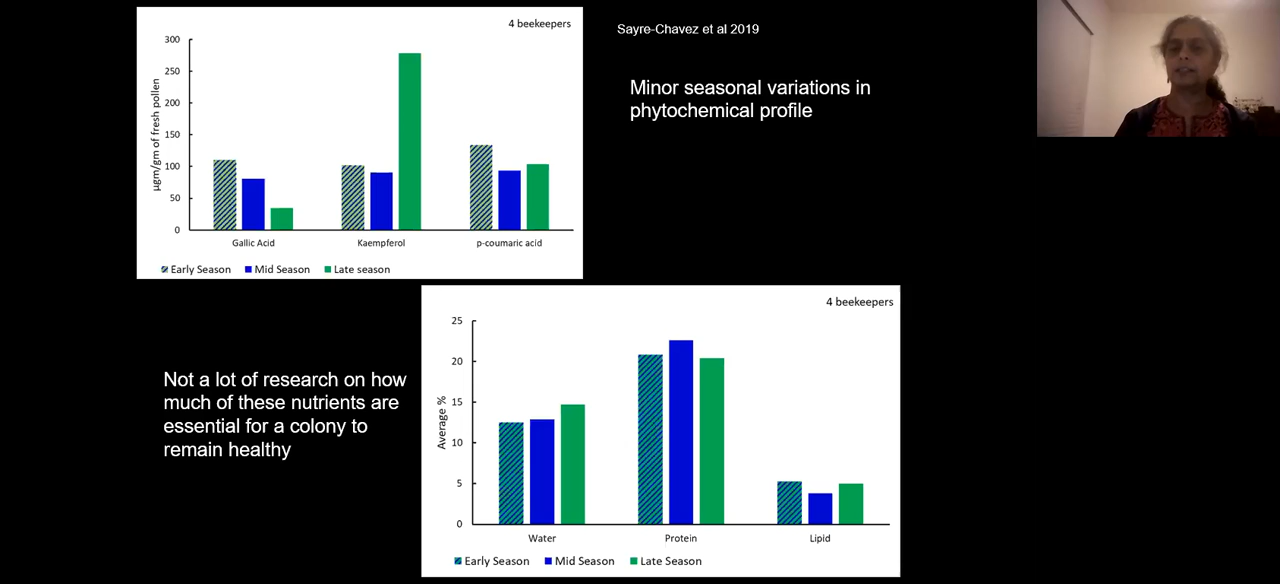 4 beekeepers
300
250
200
150
100
50
0
µgm/gm of fresh pollen
Gallic Acid Kaempferol p-coumaric acid
Early Season Mid Season Late season
Sayre-Chavez et al 2019
Minor seasonal variations in
phytochemical profile
Not a lot of research on how
much of these nutrients are
essential for a colony to
remain healthy
4 beekeepers
25
20
15
10
5
0
Average %
Water Protein Lipid
Early Season Mid Season Late Season